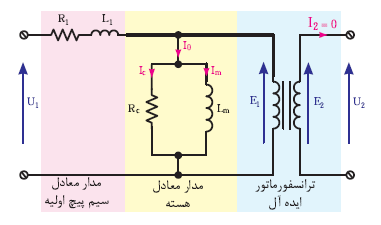 R1 L1 I2 = 0
I0
Ic Im
U1 Rc Lm E1 E2 U2
مدار معادل
سیم پیچ اولیه
مدار معادل
هسته
ترانسفورماتور
ایده آل